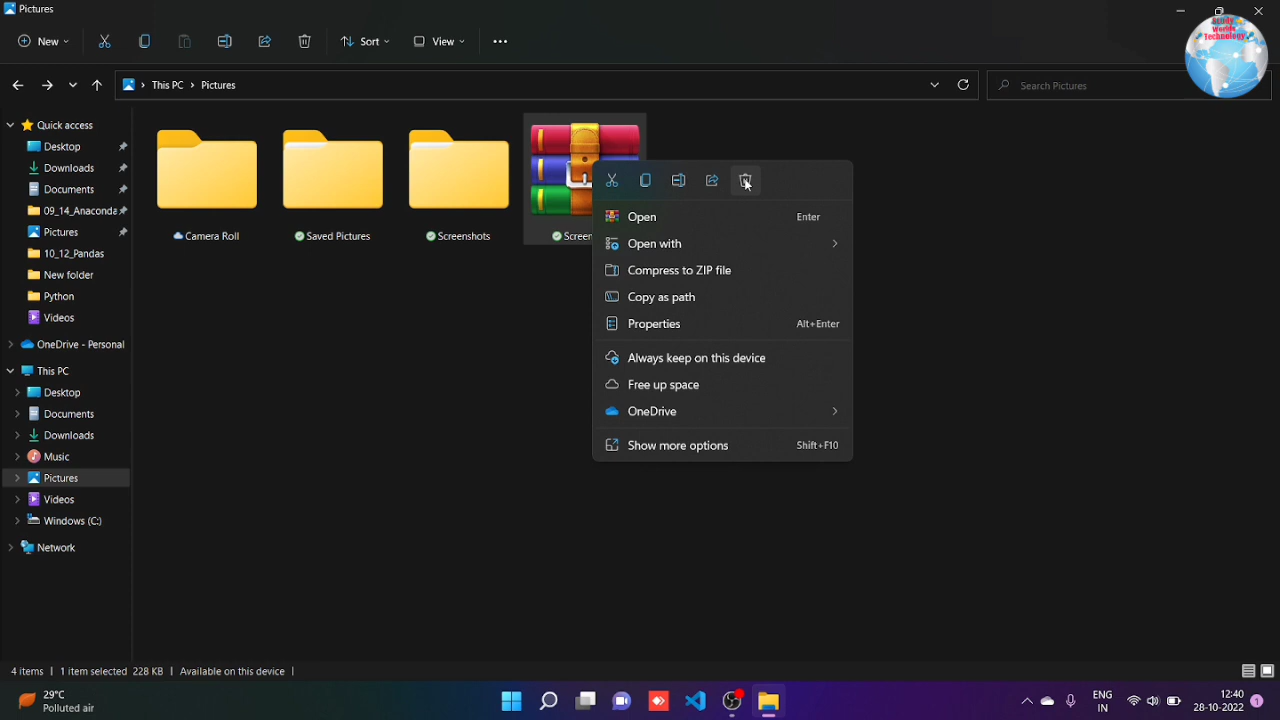 Pictures
Study
World
Technology
New
Sort
View
This PC
Pictures
Search Pictures
Quick access
Desktop
Downloads
Documents
09_14_Anaconda
Pictures
10_12_Pandas
New folder
Python
Videos
OneDrive - Personal
This PC
Desktop
Documents
Downloads
Music
Pictures
Videos
Windows (C:)
Network
Camera Roll
Saved Pictures
Screenshots
Screen
Open Enter
Open with
Compress to ZIP file
Copy as path
Properties Alt+Enter
Always keep on this device
Free up space
OneDrive
Show more options Shift+F10
4 items
1 item selected 228 KB
Available on this device
29°C
Polluted air
ENG
IN
12:40
28-10-2022
1